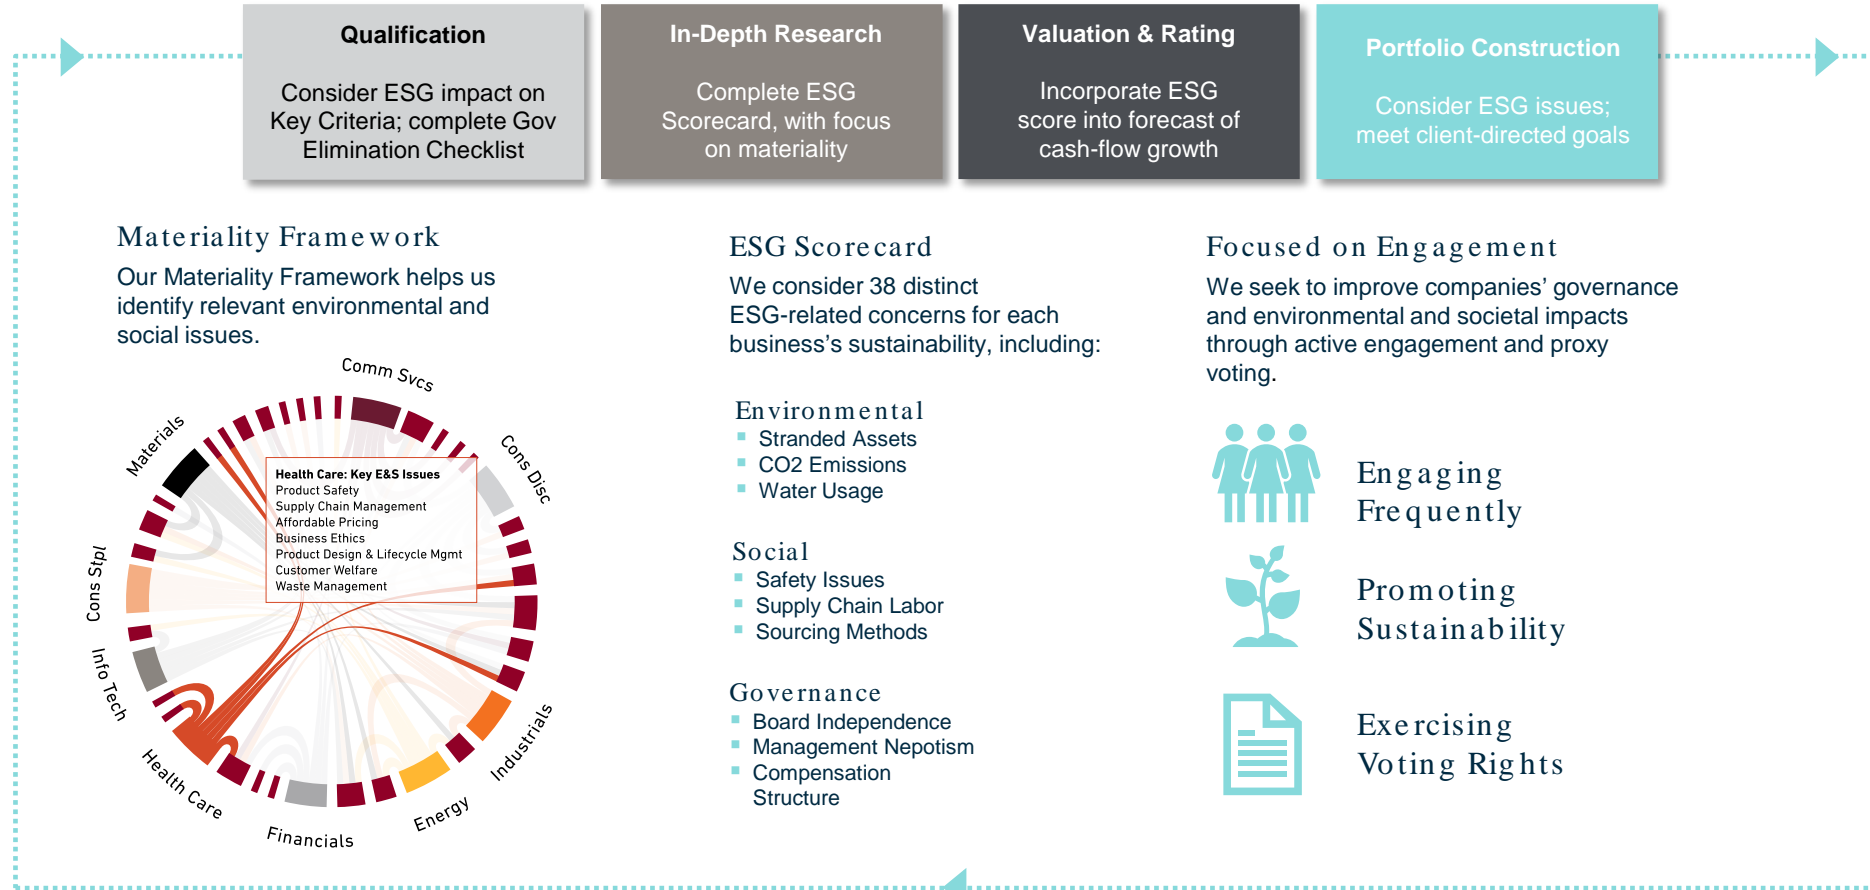 Qualification
Consider ESG impact on
Key Criteria; complete Gov
Elimination Checklist
In-Depth Research
Complete ESG
Scorecard, with focus
on materiality
Valuation & Rating
Incorporate ESG
score into forecast of
cash-flow growth
Portfolio Construction
Consider ESG issues;
meet client-directed goals
Materiality Framework
Our Materiality Framework helps us
identify relevant environmental and
social issues.
Comm Svcs
Cons Disc
Industrials
Energy
Financials
Health Care
Info Tech
Cons Stpl
Materials
Health Care: Key E&S Issues
Product Safety
Supply Chain Management
Affordable Pricing
Business Ethics
Product Design & Lifecycle Mgmt
Customer Welfare
Waste Management
ESG Scorecard
We consider 38 distinct
ESG-related concerns for each
business’s sustainability, including:
Environmental
Stranded Assets
CO2 Emissions
Water Usage
Social
Safety Issues
Supply Chain Labor
Sourcing Methods
Governance
Board Independence
Management Nepotism
Compensation
Structure
Focused on Engagement
We seek to improve companies’ governance
and environmental and societal impacts
through active engagement and proxy
voting.
Engaging
Frequently
Promoting
Sustainability
Exercising
Voting Rights